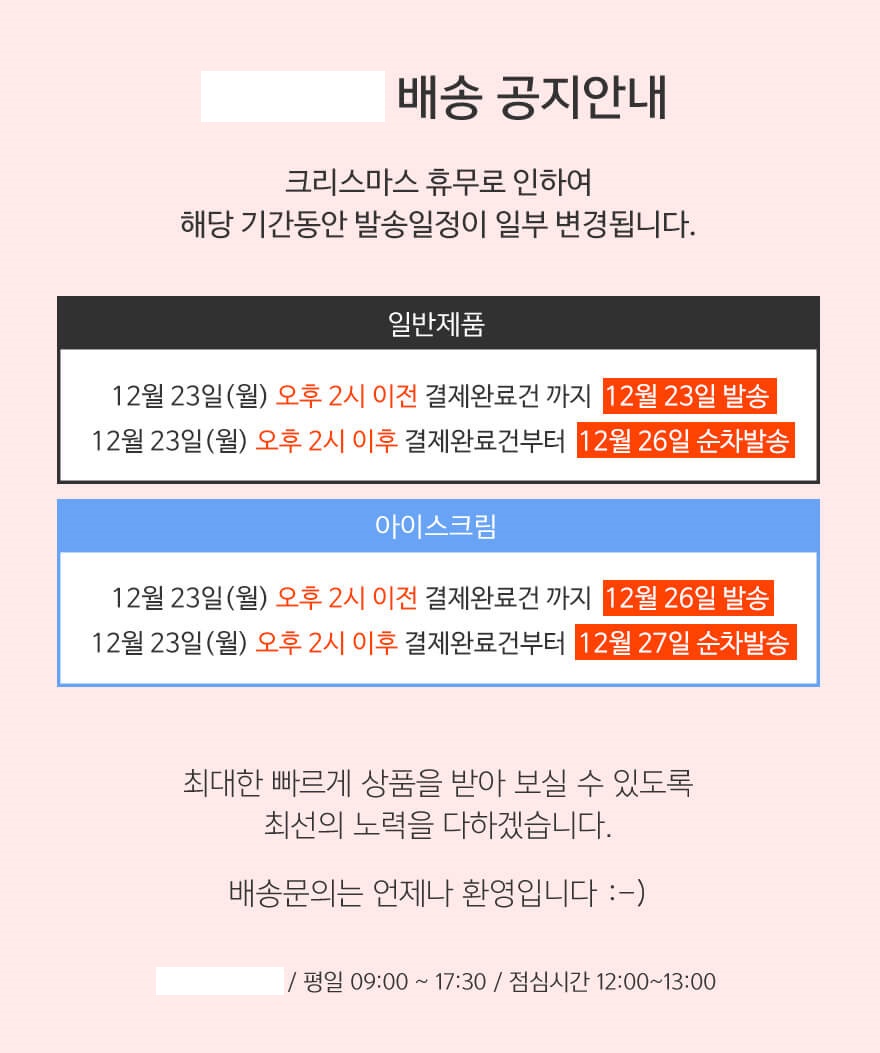 배송 공지안내
크리스마스 휴무로 인하여
해당 기간동안 발송일정이 일부 변경됩니다.
일반제품
12월 23일(월) 오후 2시 이전 결제완료건 까지 12월 23일 발송
12월 23일(월) 오후 2시 이후 결제완료건부터 12월 26일 순차발송
아이스크림
12월 23일(월) 오후 2시 이전 결제완료건 까지 12월 26일 발송
12월 23일(월) 오후 2시 이후 결제완료건부터 12월 27일 순차발송
최대한 빠르게 상품을 받아 보실 수 있도록
최선의 노력을 다하겠습니다.
배송문의는 언제나 환영입니다 :-)
/ 평일 09:00 ~ 17:30 / 점심시간 12:00~13:00